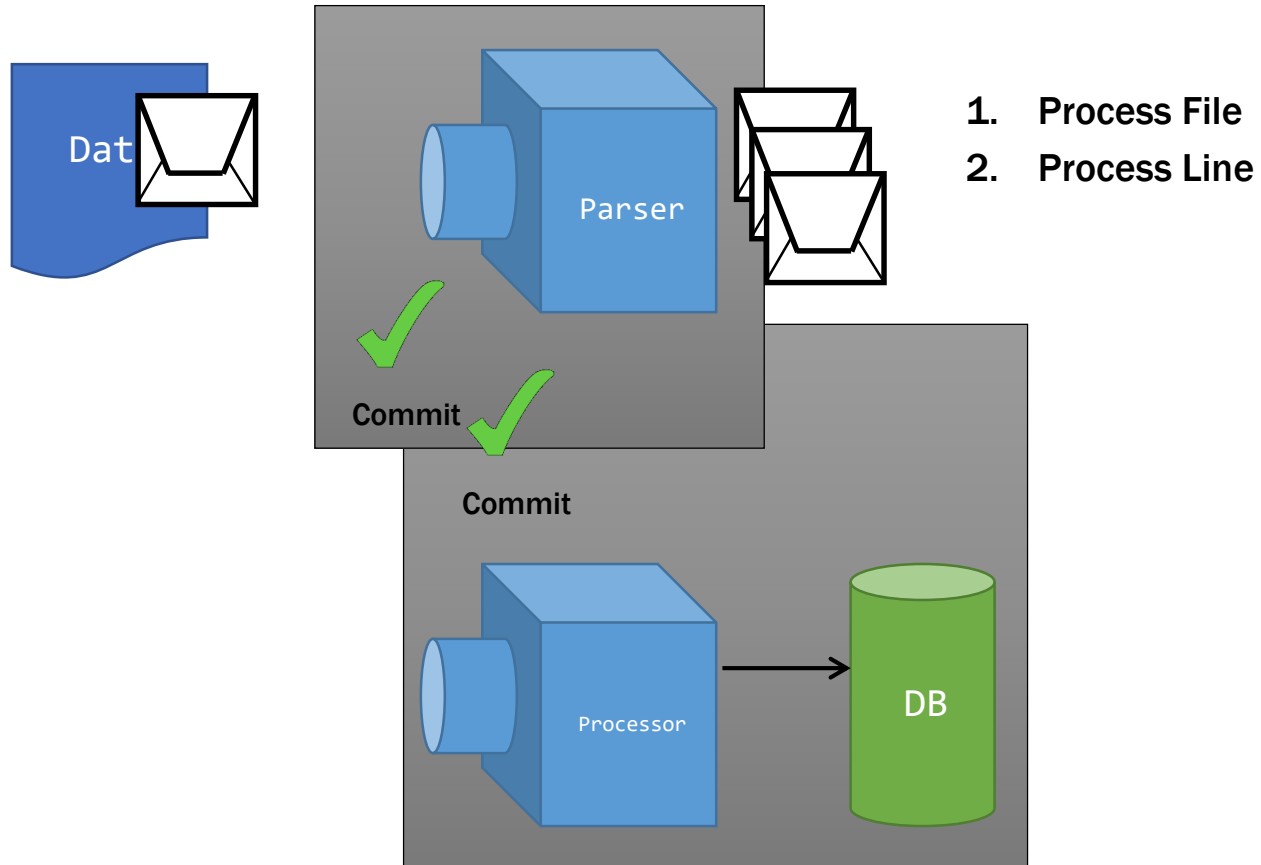 Dat
Parser
1. Process File
2. Process Line
Commit
Commit
Processor
DB